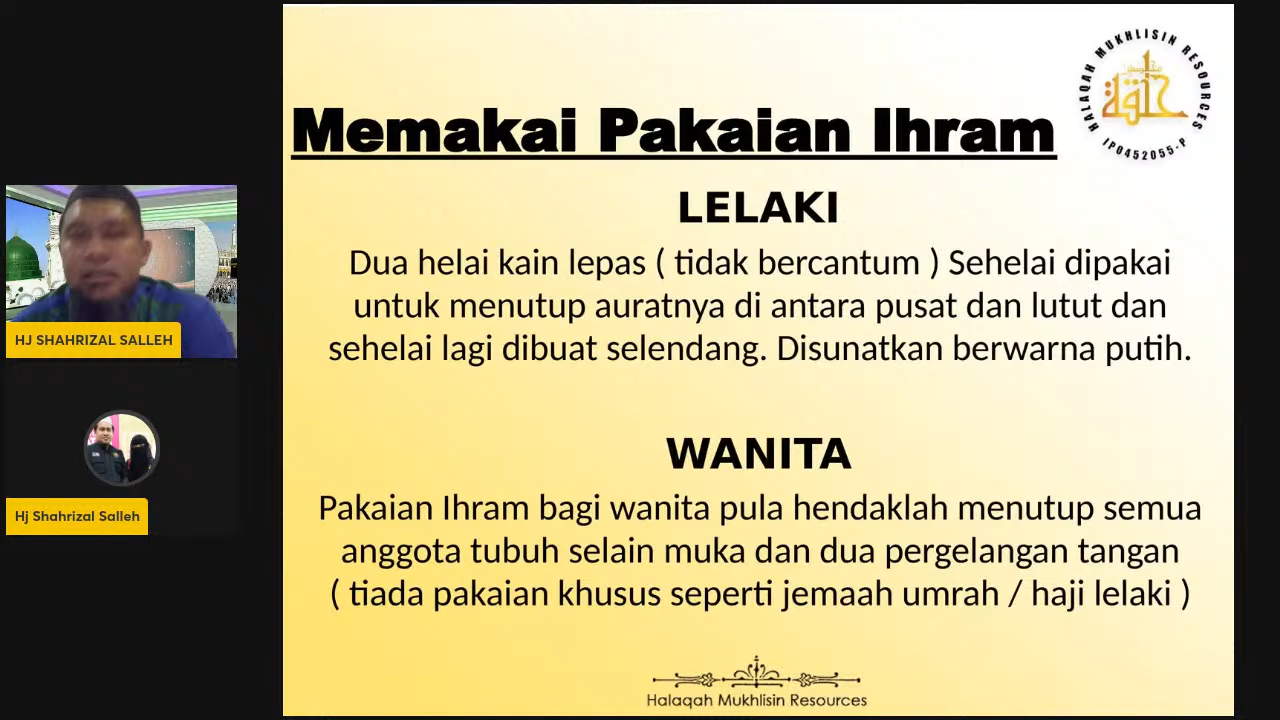 HALAQAH MUKHLISIN RESOURCES
IP0452055-P
Memakai Pakaian Ihram
LELAKI
Dua helai kain lepas ( tidak bercantum ) Sehelai dipakai
untuk menutup auratnya di antara pusat dan lutut dan
sehelai lagi dibuat selendang. Disunatkan berwarna putih.
WANITA
Pakaian Ihram bagi wanita pula hendaklah menutup semua
anggota tubuh selain muka dan dua pergelangan tangan
( tiada pakaian khusus seperti jemaah umrah / haji lelaki )
Halaqah Mukhlisin Resources
HJ SHAHRIZAL SALLEH
Hj Shahrizal Salleh